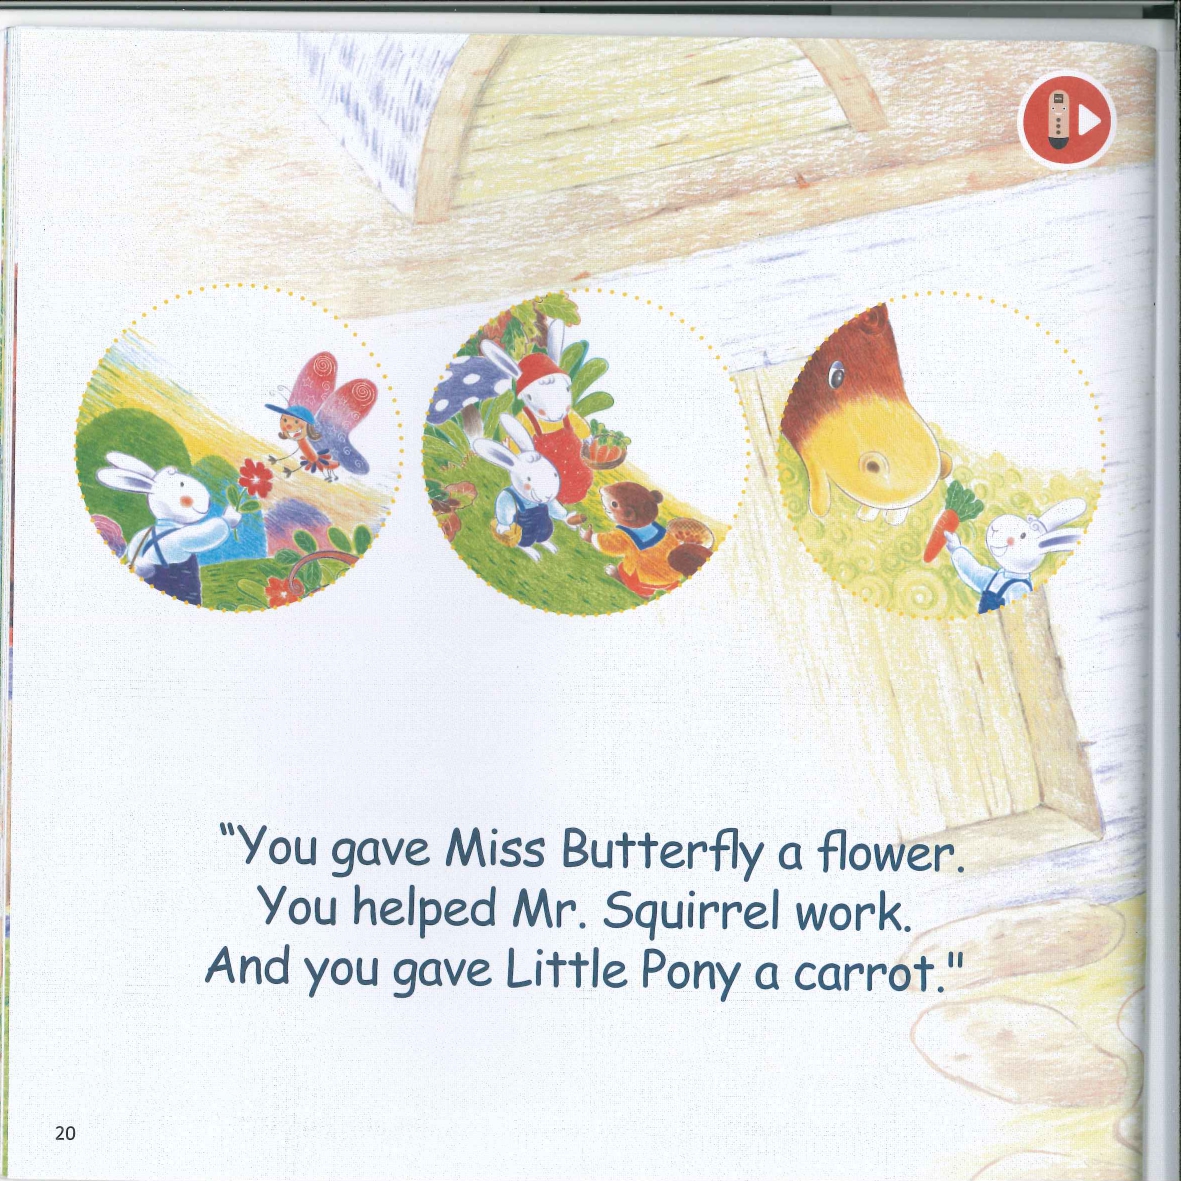 "You gave Miss Butterfly a flower.
You helped Mr. Squirrel work.
And you gave Little Pony a carrot."
20